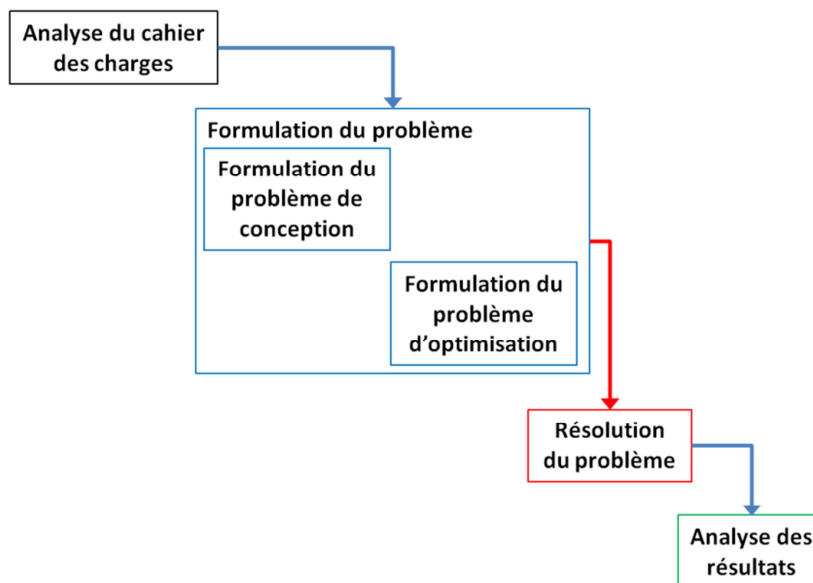 Analyse du cahier
des charges
Formulation du problème
Formulation du
problème de
conception
Formulation du
problème
d’optimisation
Résolution
du problème
Analyse des
résultats